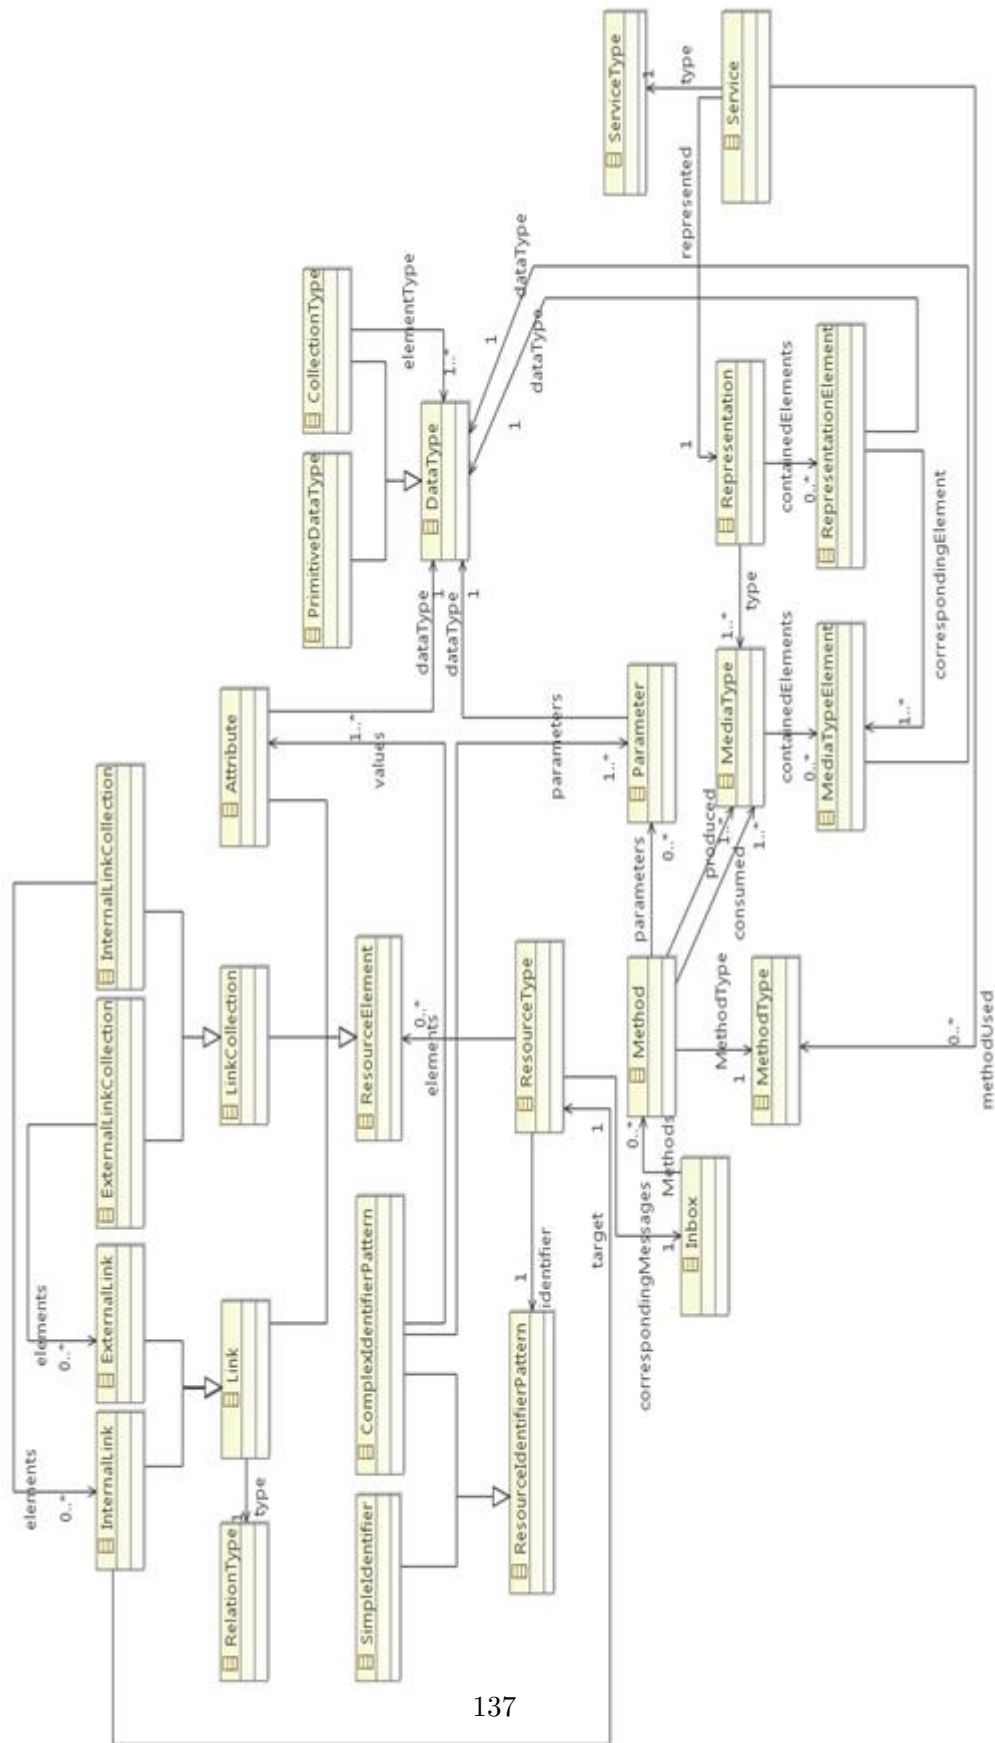 elements
0..*
elements
0..*
InternalLink
ExternalLink
ExternalLinkCollection
InternalLinkCollection
RelationType
1
type
Link
LinkCollection
Attribute
PrimitiveDataType
CollectionType
1..*
values
dataType
1
dataType
1
elementType
1..*
SimpleIdentifier
ComplexIdentifierPattern
ResourceElement
DataType
0..*
elements
1
dataType
1
dataType
ResourceIdentifierPattern
1
identifier
ResourceType
1
target
parameters
1..*
ServiceType
1
type
correspondingMessages
1
Methods
0..*
Method
parameters
0..*
Parameter
represented
1
Inbox
MethodType
1
produced
1..*
consumed
1..*
MediaType
1..*
type
Representation
Service
MethodType
containedElements
0..*
containedElements
0..*
MediaTypeElement
RepresentationElement
1..*
correspondingElement
0..*
methodUsed
137